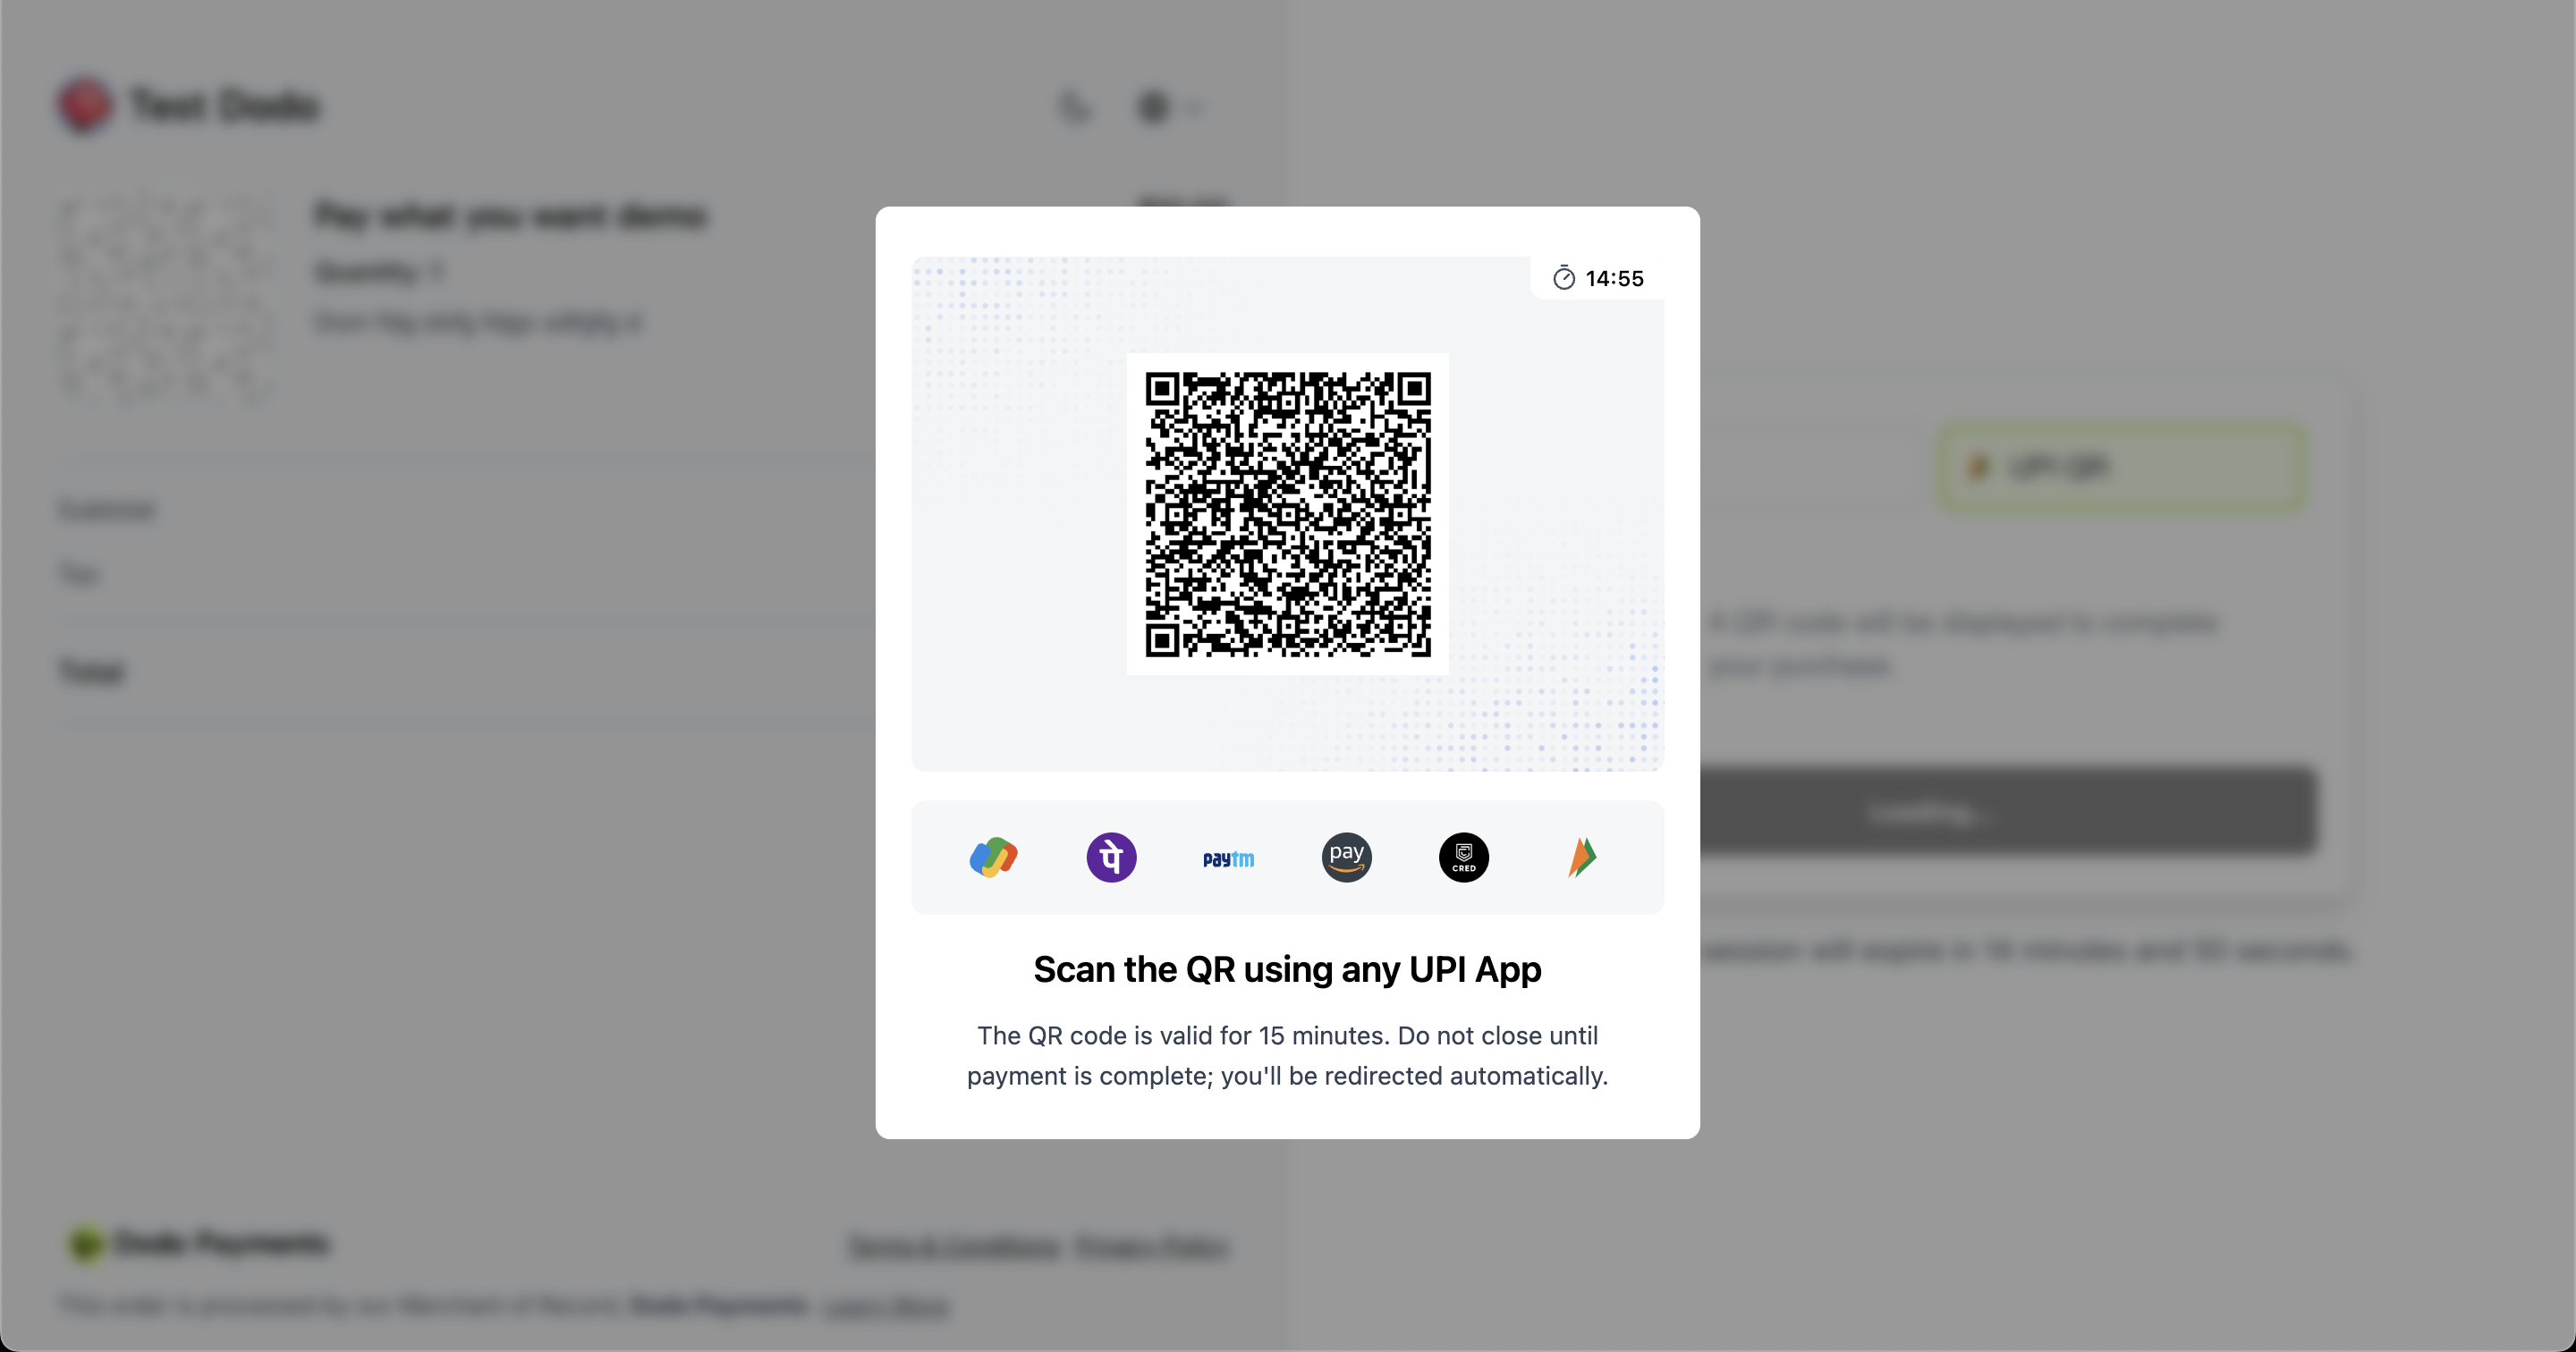 Test Dodo
Pay what you want demo
Quantity: 1
Subtotal
Tax
Total
14:55
UPI QR
A QR code will be displayed to complete
your purchase.
Loading...
session will expire in 14 minutes and 50 seconds.
पे
paytm
pay
CRED
Scan the QR using any UPI App
The QR code is valid for 15 minutes. Do not close until
payment is complete; you'll be redirected automatically.
Dodo Payments
Terms & Conditions Privacy Policy
This order is processed by our Merchant of Record, Dodo Payments. Learn More